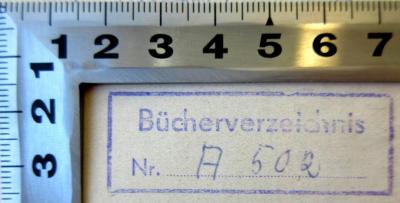 1 2 3 4 5 6 7
1
2
3
Bücherverzeichnis
Nr. A 502